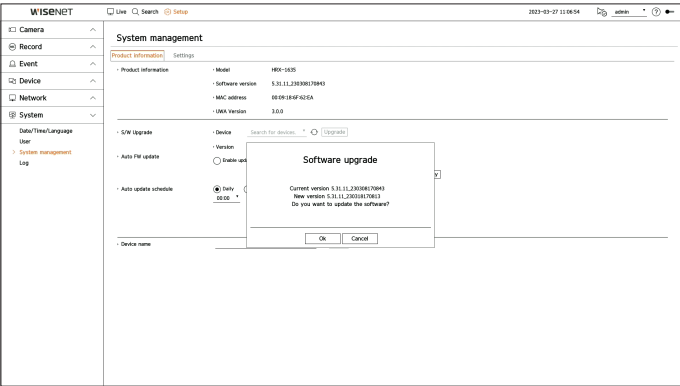 WISENET
Live Search Setup
2023-03-27 11:06:54 admin ?
Camera
Record
Event
Device
Network
System
Date/Time/Language
User
System management
Log
System management
Product information Settings
Product information
Model HRX-1635
Software version 5.31.11_230308170843
MAC address 00:09:18:6F:62:EA
UWA Version 3.0.0
S/W Upgrade
Device Search for devices. Upgrade
Version
Auto FW update
Enable upda
y
Auto update schedule
Daily
00:00
Device name
Software upgrade
Current version 5.31.11_230308170843
New version 5.31.11_230318170813
Do you want to update the software?
Ok Cancel